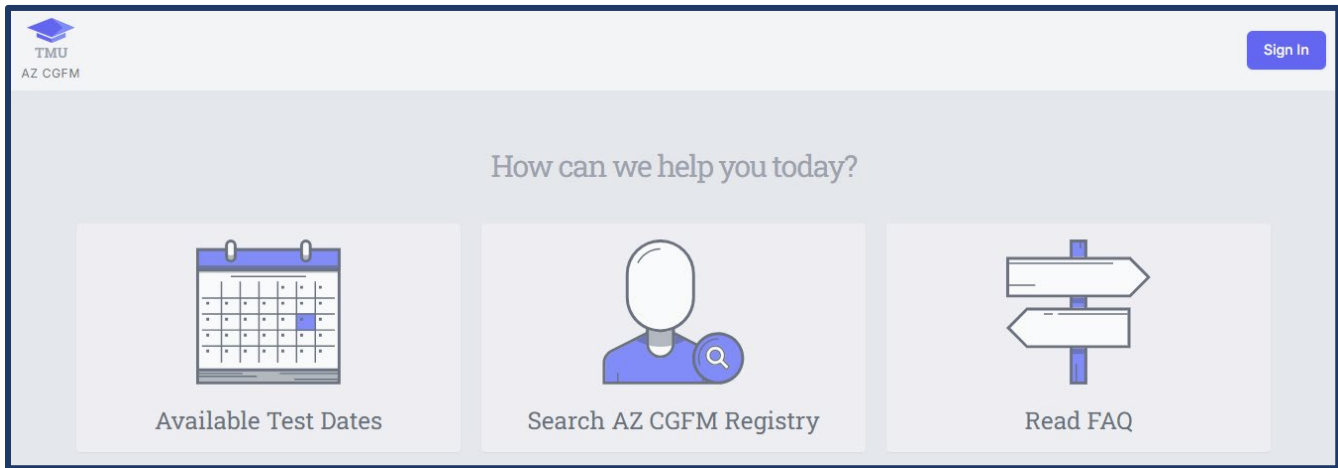 TMU
AZ CGFM
Sign In
How can we help you today?
Available Test Dates
Search AZ CGFM Registry
Read FAQ